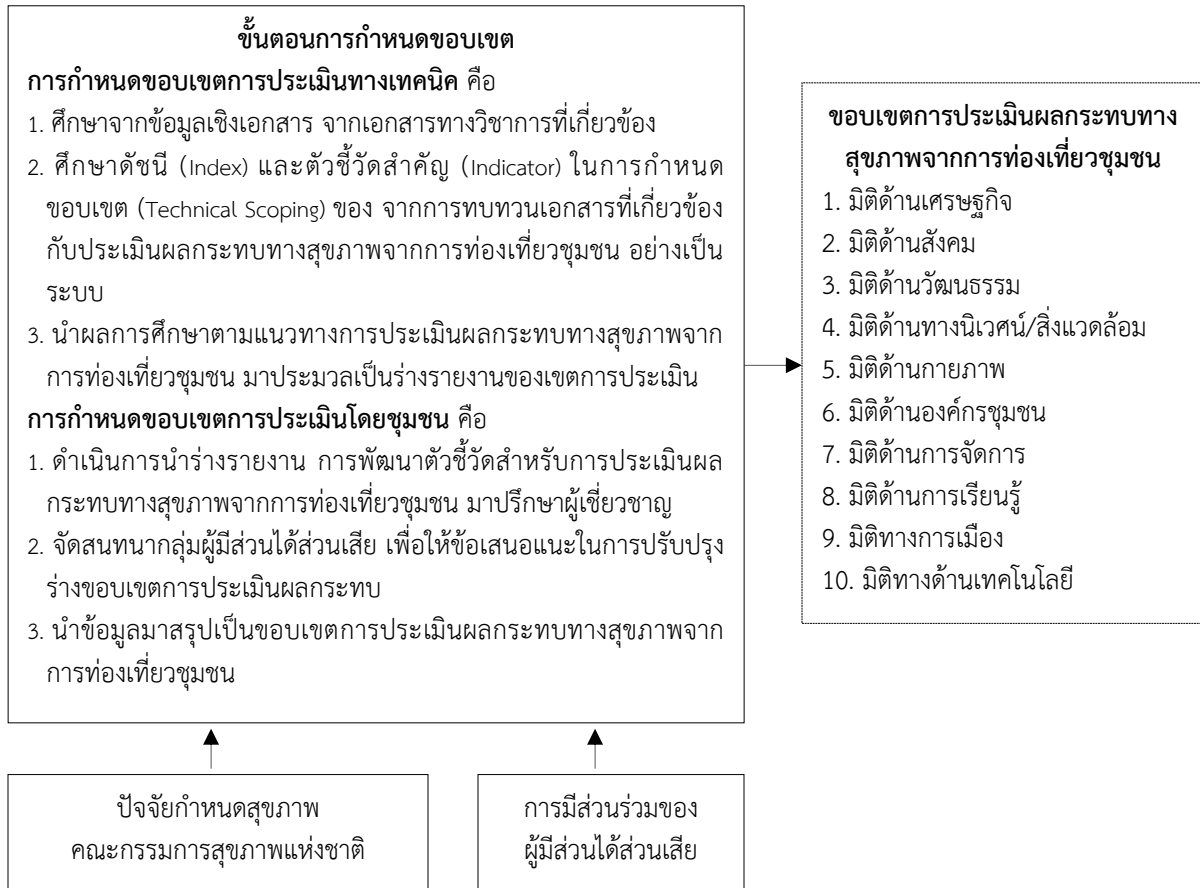 ขั้นตอนการกำหนดขอบเขต
การกำหนดขอบเขตการประเมินทางเทคนิค คือ
1. ศึกษาจากข้อมูลเชิงเอกสาร จากเอกสารทางวิชาการที่เกี่ยวข้อง
2. ศึกษาดัชนี (Index) และตัวชี้วัดสำคัญ (Indicator) ในการกำหนด
ขอบเขต (Technical Scoping) ของ จากการทบทวนเอกสารที่เกี่ยวข้อง
กับประเมินผลกระทบทางสุขภาพจากการท่องเที่ยวชุมชน อย่างเป็น
ระบบ
3. นำผลการศึกษาตามแนวทางการประเมินผลกระทบทางสุขภาพจาก
การท่องเที่ยวชุมชน มาประมวลเป็นร่างรายงานของเขตการประเมิน
การกำหนดขอบเขตการประเมินโดยชุมชน คือ
1. ดำเนินการนำร่างรายงาน การพัฒนาตัวชี้วัดสำหรับการประเมินผล
กระทบทางสุขภาพจากการท่องเที่ยวชุมชน มาปรึกษาผู้เชี่ยวชาญ
2. จัดสนทนากลุ่มผู้มีส่วนได้ส่วนเสีย เพื่อให้ข้อเสนอแนะในการปรับปรุง
ร่างขอบเขตการประเมินผลกระทบ
3. นำข้อมูลมาสรุปเป็นขอบเขตการประเมินผลกระทบทางสุขภาพจาก
การท่องเที่ยวชุมชน
ขอบเขตการประเมินผลกระทบทาง
สุขภาพจากการท่องเที่ยวชุมชน
1. มิติด้านเศรษฐกิจ
2. มิติด้านสังคม
3. มิติด้านวัฒนธรรม
4. มิติด้านทางนิเวศน์/สิ่งแวดล้อม
5. มิติด้านกายภาพ
6. มิติด้านองค์กรชุมชน
7. มิติด้านการจัดการ
8. มิติด้านการเรียนรู้
9. มิติทางการเมือง
10. มิติทางด้านเทคโนโลยี
ปัจจัยกำหนดสุขภาพ
คณะกรรมการสุขภาพแห่งชาติ
การมีส่วนร่วมของ
ผู้มีส่วนได้ส่วนเสีย